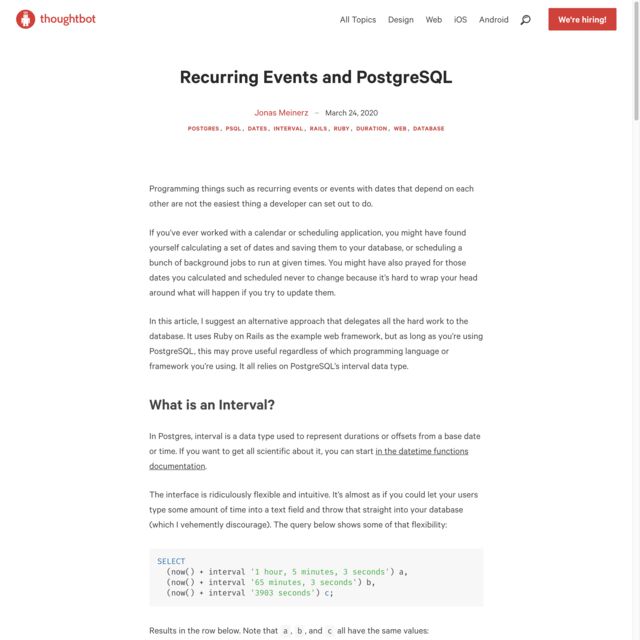 thoughtbot
All Topics Design Web iOS Android We're hiring!
Recurring Events and PostgreSQL
Jonas Meinerz – March 24, 2020
POSTGRES, PSQL, DATES, INTERVAL, RAILS, RUBY, DURATION, WEB, DATABASE
Programming things such as recurring events or events with dates that depend on each
other are not the easiest thing a developer can set out to do.
If you've ever worked with a calendar or scheduling application, you might have found
yourself calculating a set of dates and saving them to your database, or scheduling a
bunch of background jobs to run at given times. You might have also prayed for those
dates you calculated and scheduled never to change because it's hard to wrap your head
around what will happen if you try to update them.
In this article, I suggest an alternative approach that delegates all the hard work to the
database. It uses Ruby on Rails as the example web framework, but as long as you're using
PostgreSQL, this may prove useful regardless of which programming language or
framework you're using. It all relies on PostgreSQL's interval data type.
What is an Interval?
In Postgres, interval is a data type used to represent durations or offsets from a base date
or time. If you want to get all scientific about it, you can start in the datetime functions
documentation.
The interface is ridiculously flexible and intuitive. It's almost as if you could let your users
type some amount of time into a text field and throw that straight into your database
(which I vehemently discourage). The query below shows some of that flexibility:
SELECT
(now() + interval '1 hour, 5 minutes, 3 seconds') a,
(now() + interval '65 minutes, 3 seconds') b,
(now() + interval '3903 seconds') c;
Results in the row below. Note that a, b, and c all have the same values: